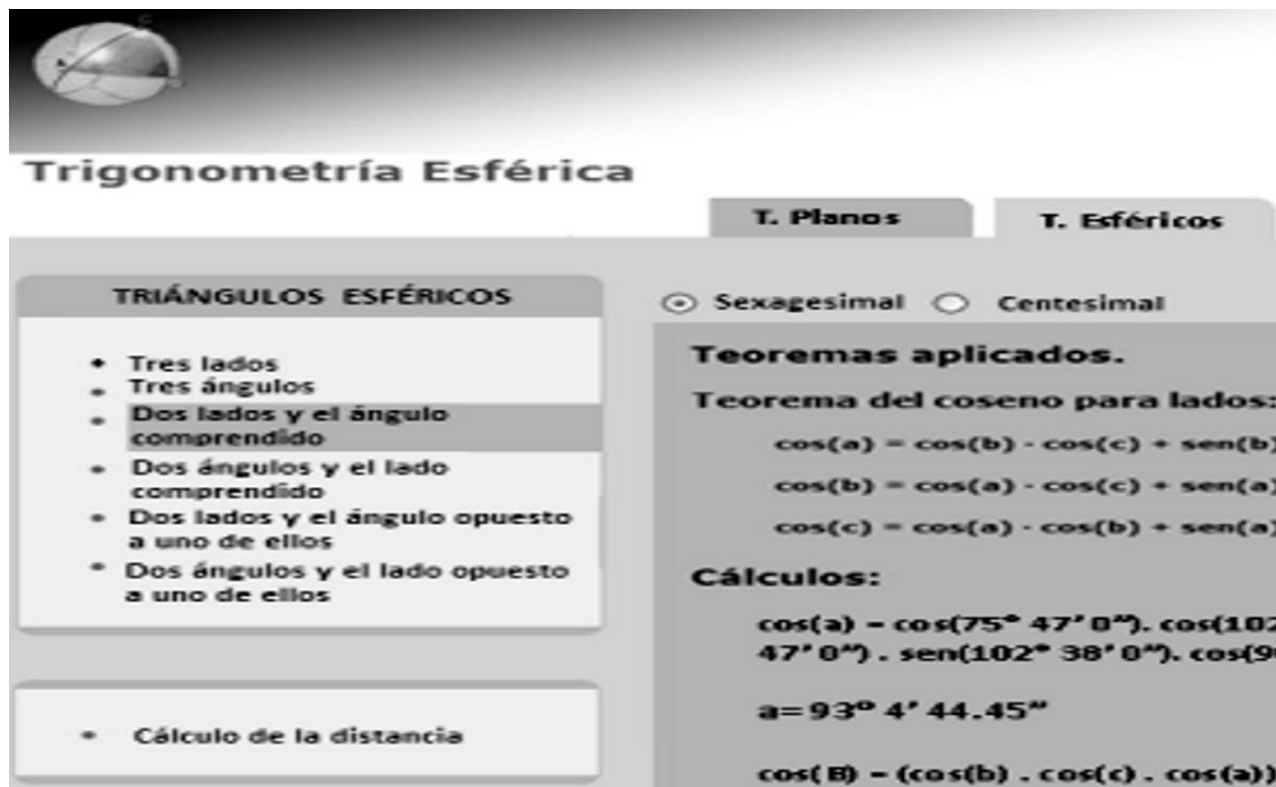 Trigonometría Esférica
T. Planos
T. Esféricos
TRIÁNGULOS ESFÉRICOS
• Tres lados
• Tres ángulos
• Dos lados y el ángulo
comprendido
• Dos ángulos y el lado
comprendido
• Dos lados y el ángulo opuesto
a uno de ellos
• Dos ángulos y el lado opuesto
a uno de ellos
• Cálculo de la distancia
Sexagesimal Centesimal
Teoremas aplicados.
Teorema del coseno para lados:
cos(a) = cos(b) · cos(c) + sen(b)
cos(b) = cos(a) · cos(c) + sen(a)
cos(c) = cos(a) · cos(b) + sen(a)
Cálculos:
cos(a) = cos(75° 47' 0"). cos(102
47' 0") . sen(102° 38' 0"). cos(9
a= 93º 4' 44.45"
cos(B) = (cos(b) . cos(c) . cos(a))